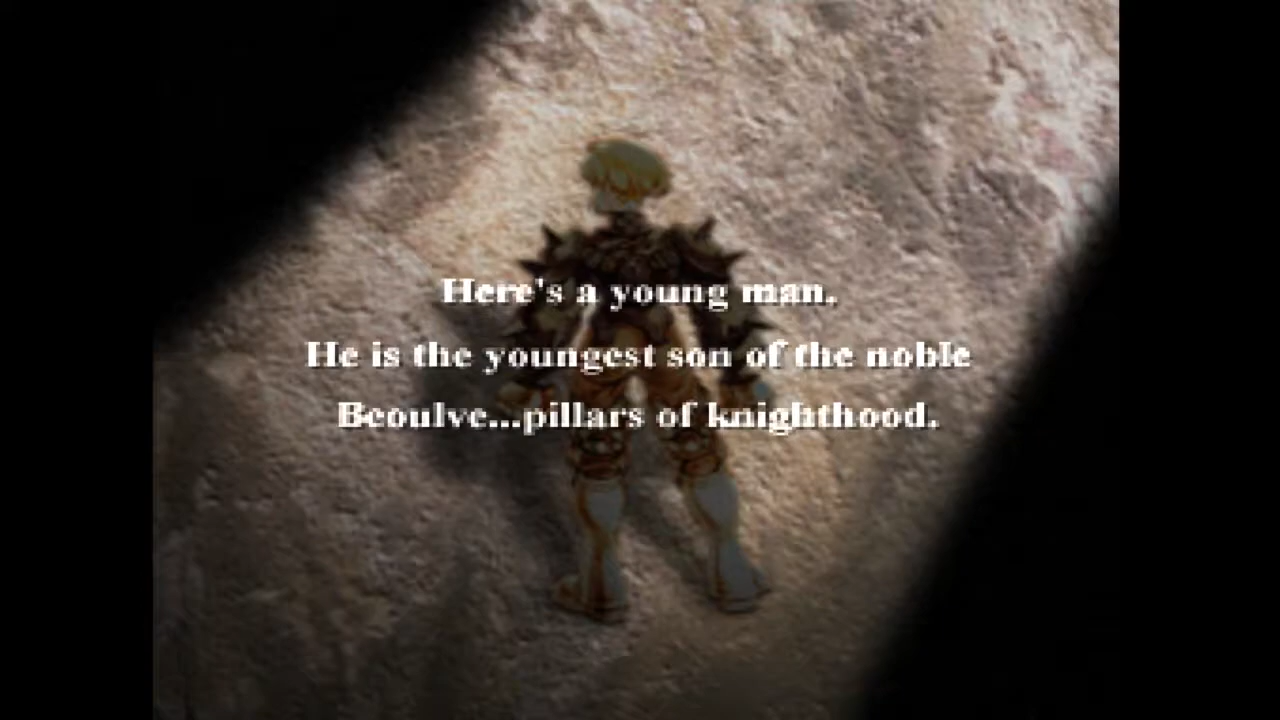 Here's a young man.
He is the youngest son of the noble
Beoulve...pillars of knighthood.